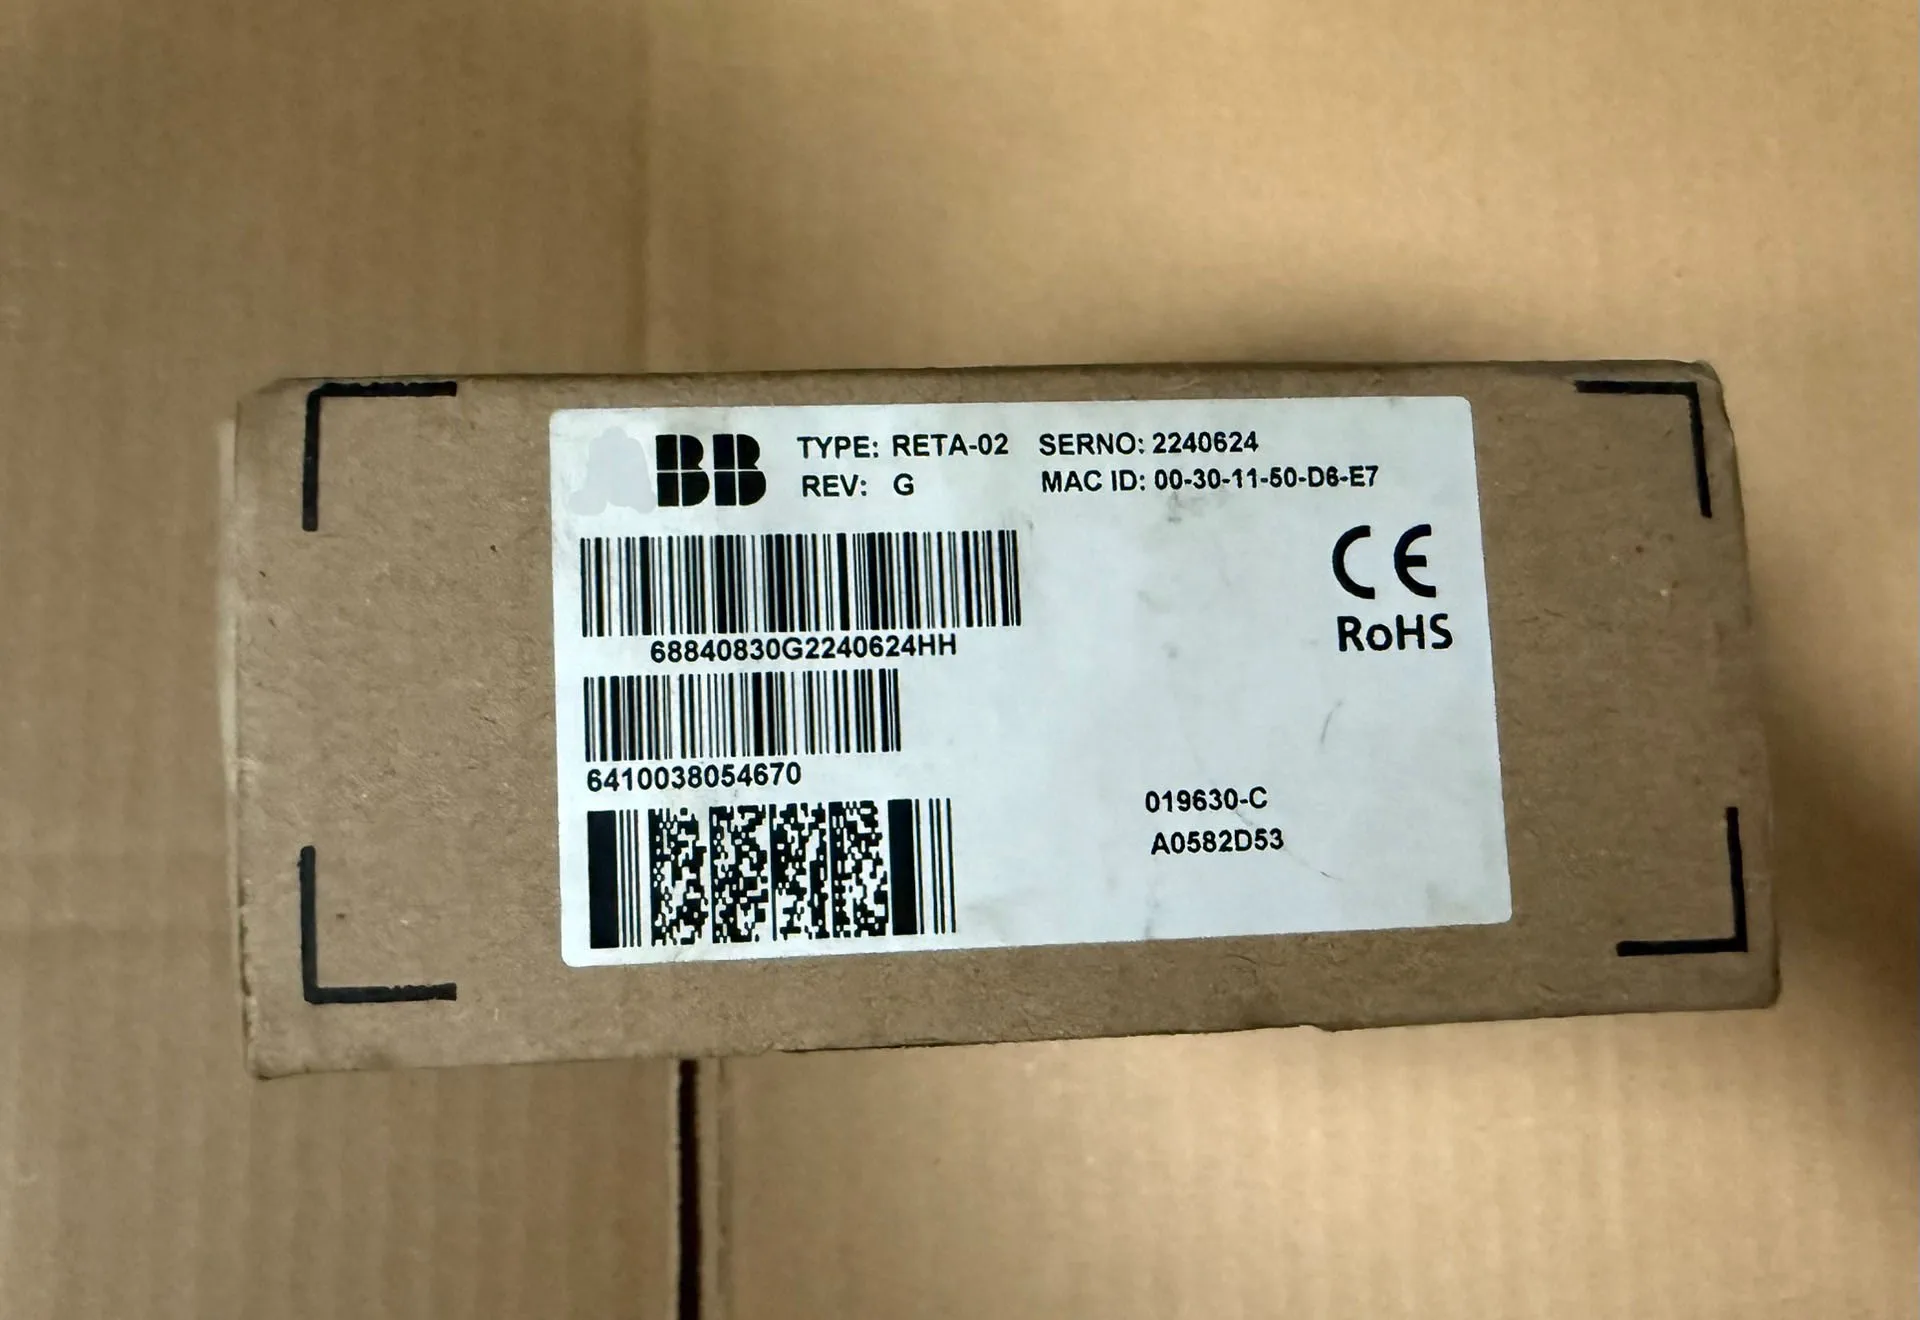 BB
TYPE: RETA-02 SERNO: 2240624
REV: G MAC ID: 00-30-11-50-D6-E7
CE
RoHS
68840830G2240624HH
6410038054670
019630-C
A0582D53